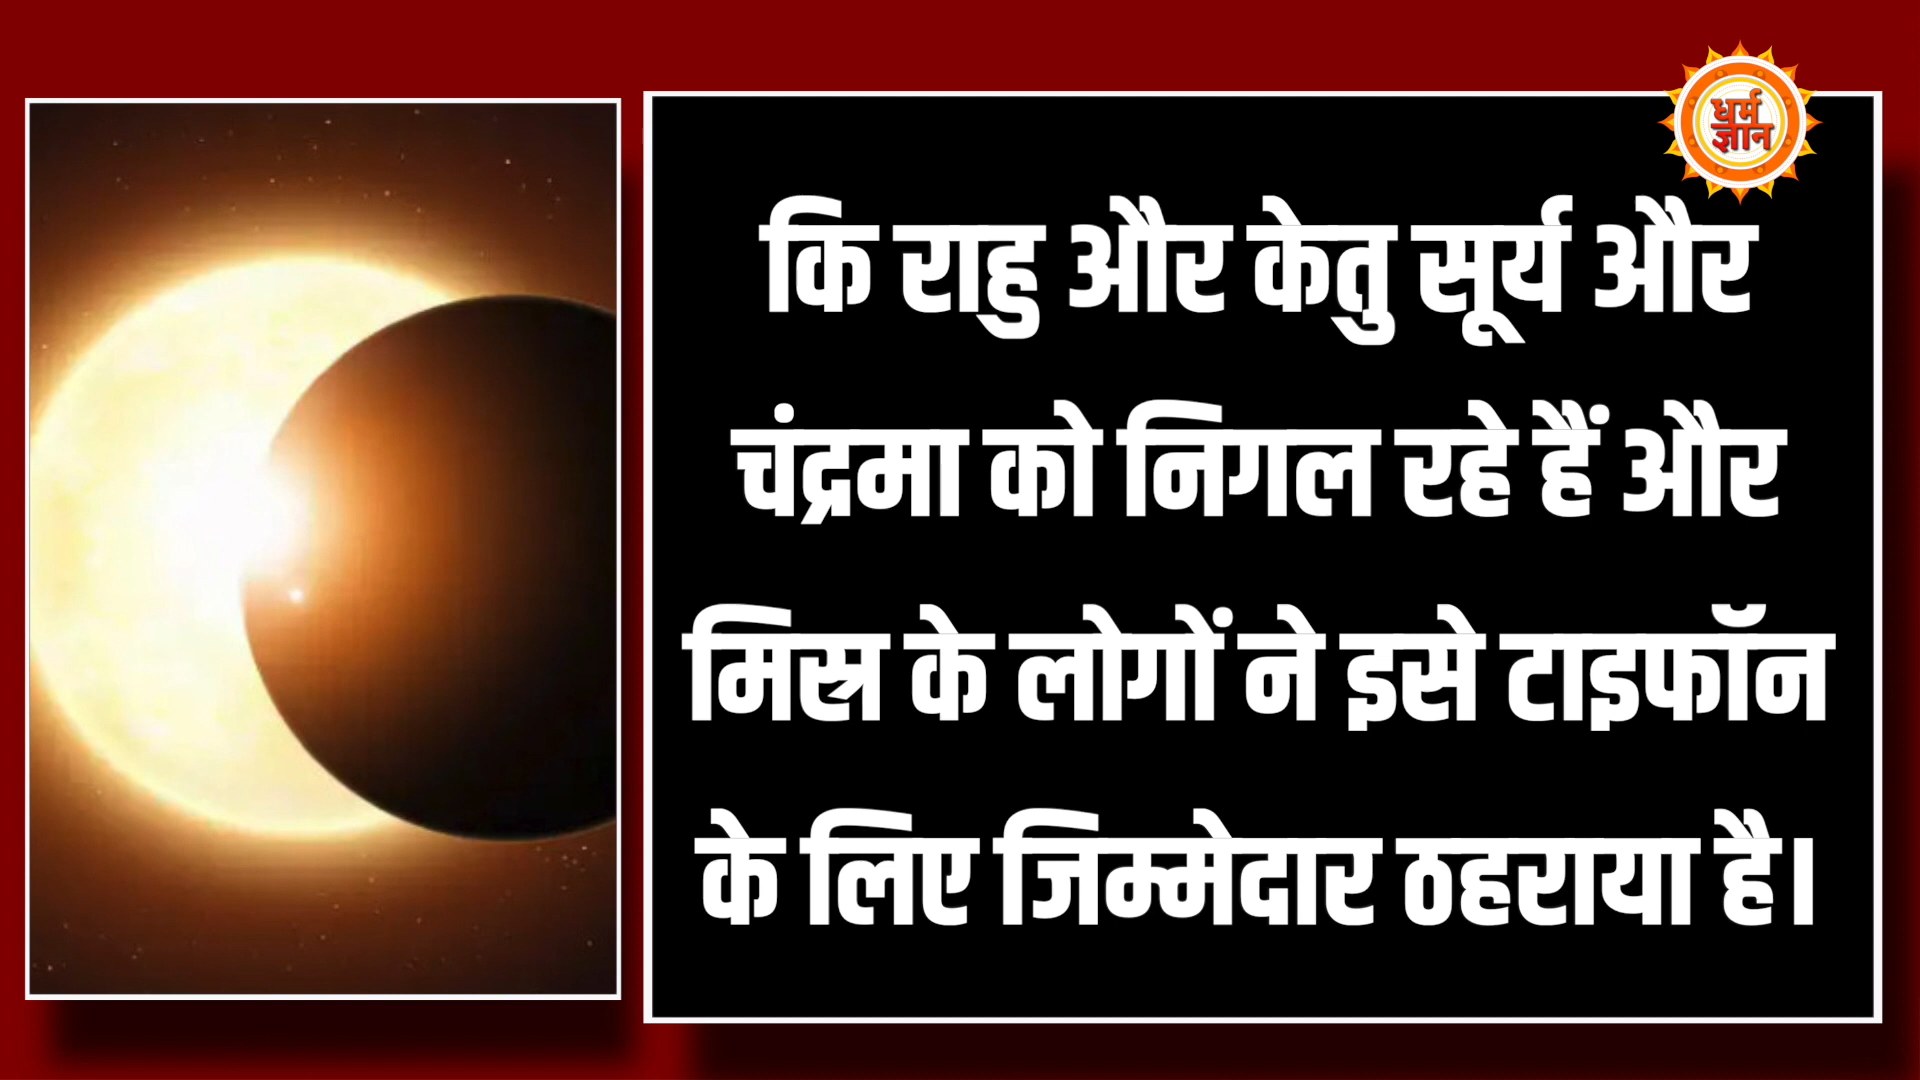 धर्म
ज्ञान
कि राहु और केतु सूर्य और
चंद्रमा को निगल रहे हैं और
मिस्र के लोगों ने इसे टाइफॉन
के लिए जिम्मेदार ठहराया है।